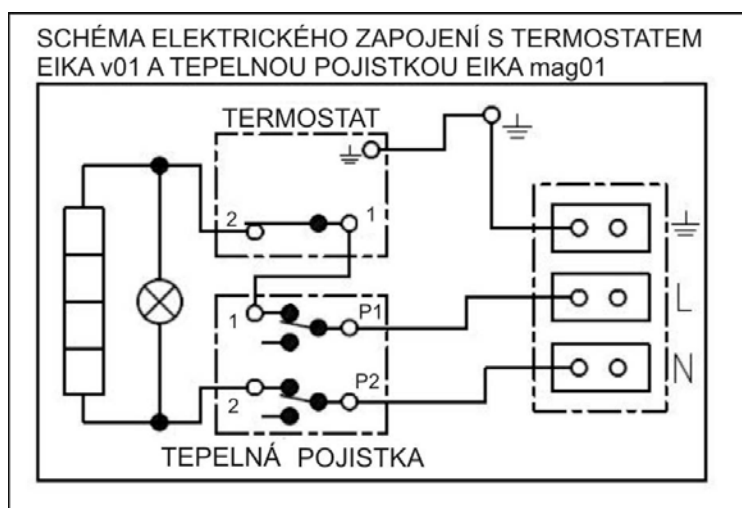 SCHÉMA ELEKTRICKÉHO ZAPOJENÍ S TERMOSTATEM
EIKA v01 A TEPELNOU POJISTKOU EIKA mag01
TERMOSTAT
2
1
1
P1
L
P2
N
2
TEPELNÁ POJISTKA